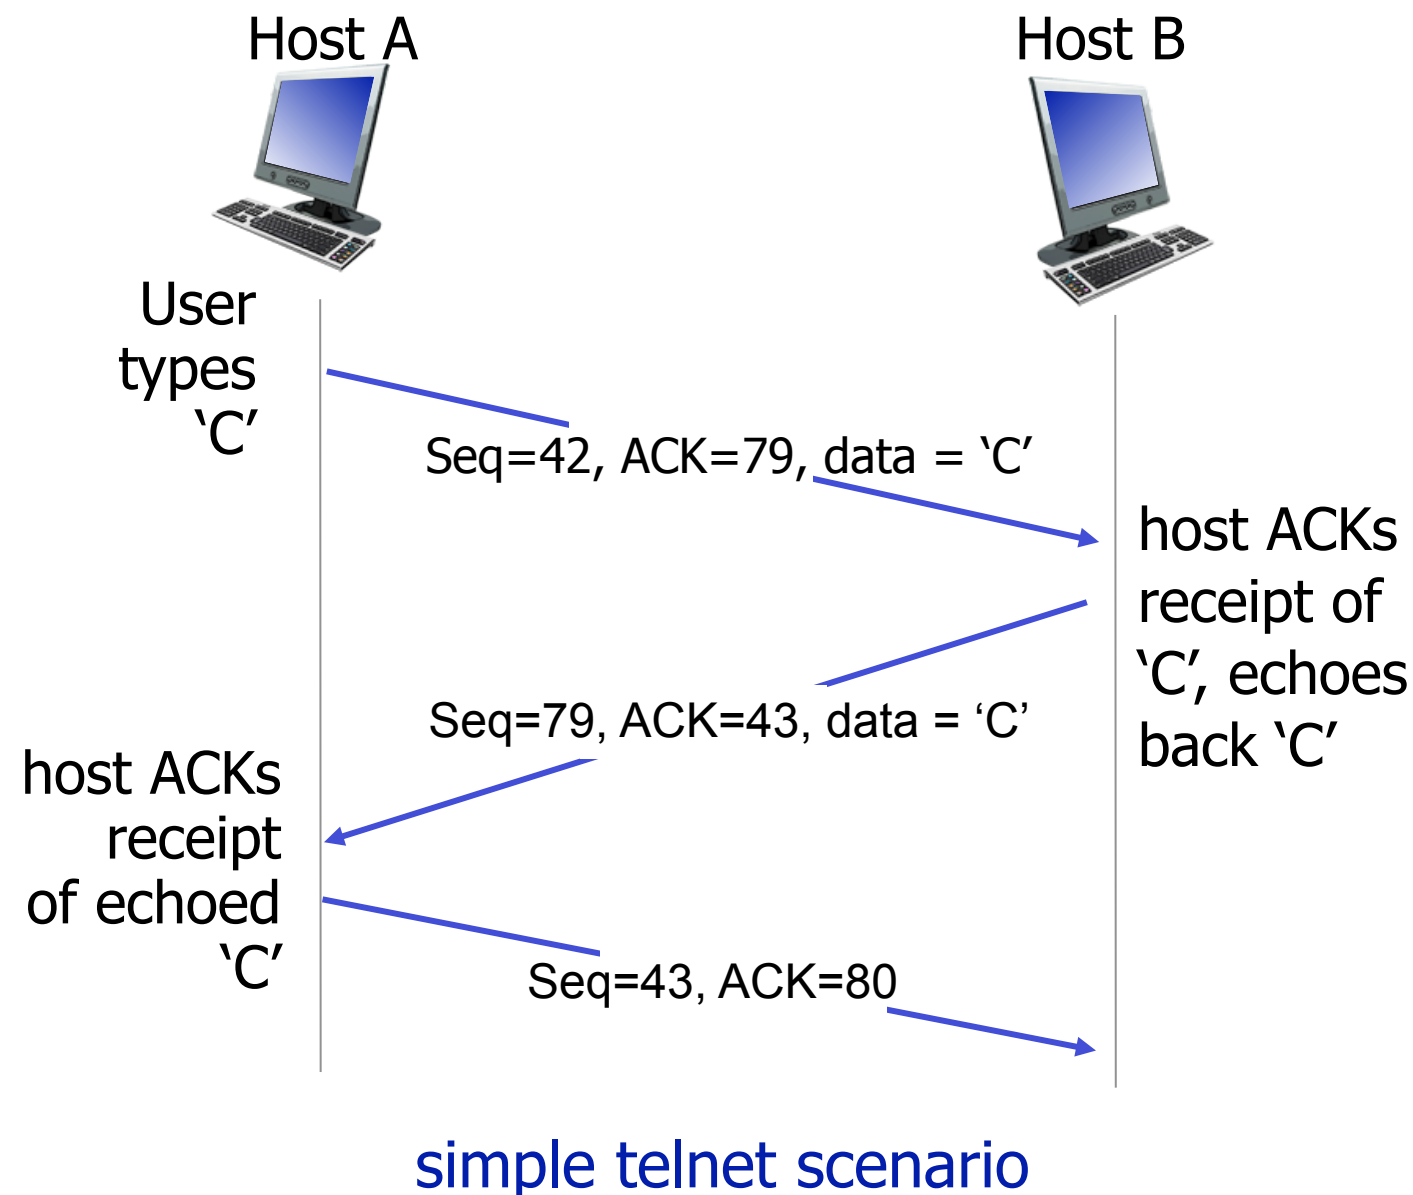 Host A
Host B
User
types
‘C’
Seq=42, ACK=79, data = ‘C’
host ACKs
receipt of
‘C’, echoes
back ‘C’
Seq=79, ACK=43, data = ‘C’
host ACKs
receipt
of echoed
‘C’
Seq=43, ACK=80
simple telnet scenario